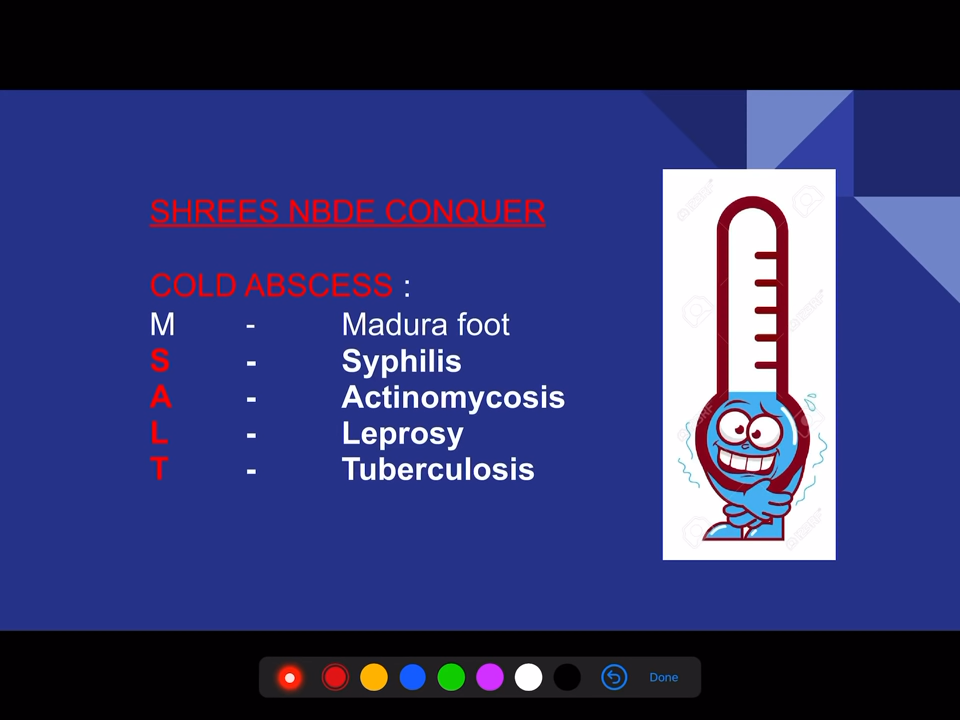 SHREES NBDE CONQUER
COLD ABSCESS :
M - Madura foot
S - Syphilis
A - Actinomycosis
L - Leprosy
T - Tuberculosis
Done